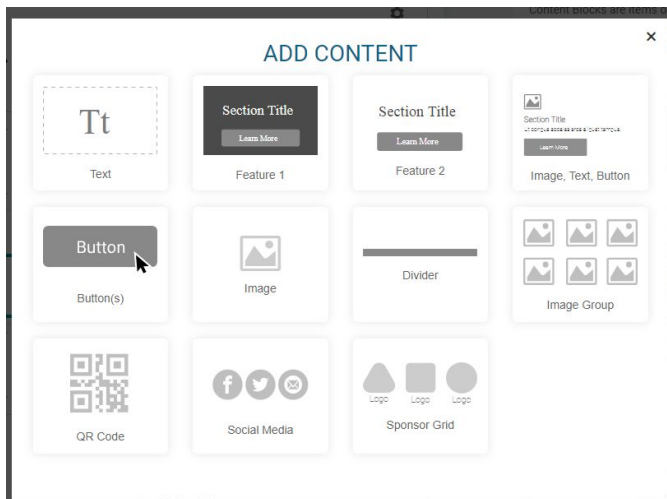 Content Blocks are items o
×
ADD CONTENT
Tt
Text
Section Title
Learn More
Feature 1
Section Title
Learn More
Feature 2
Section Title
Learn More
Image, Text, Button
Button
Button(s)
Image
Divider
Image Group
QR Code
Social Media
Logo Logo Logo
Sponsor Grid